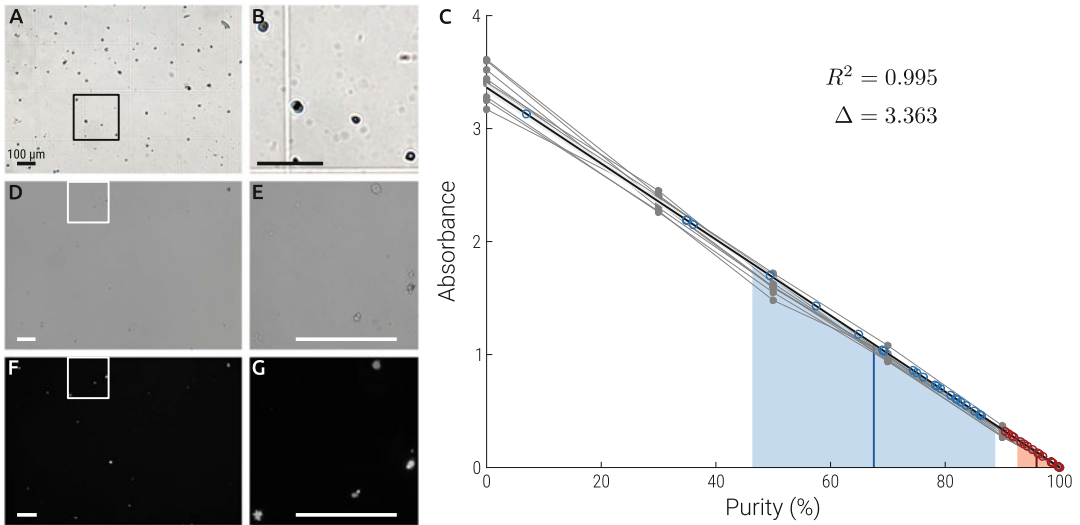 A
100 μm
B
D
E
F
G
C
R² = 0.995
Δ = 3.363
4
3
2
1
0
Absorbance
0 20 40 60 80 100
Purity (%)